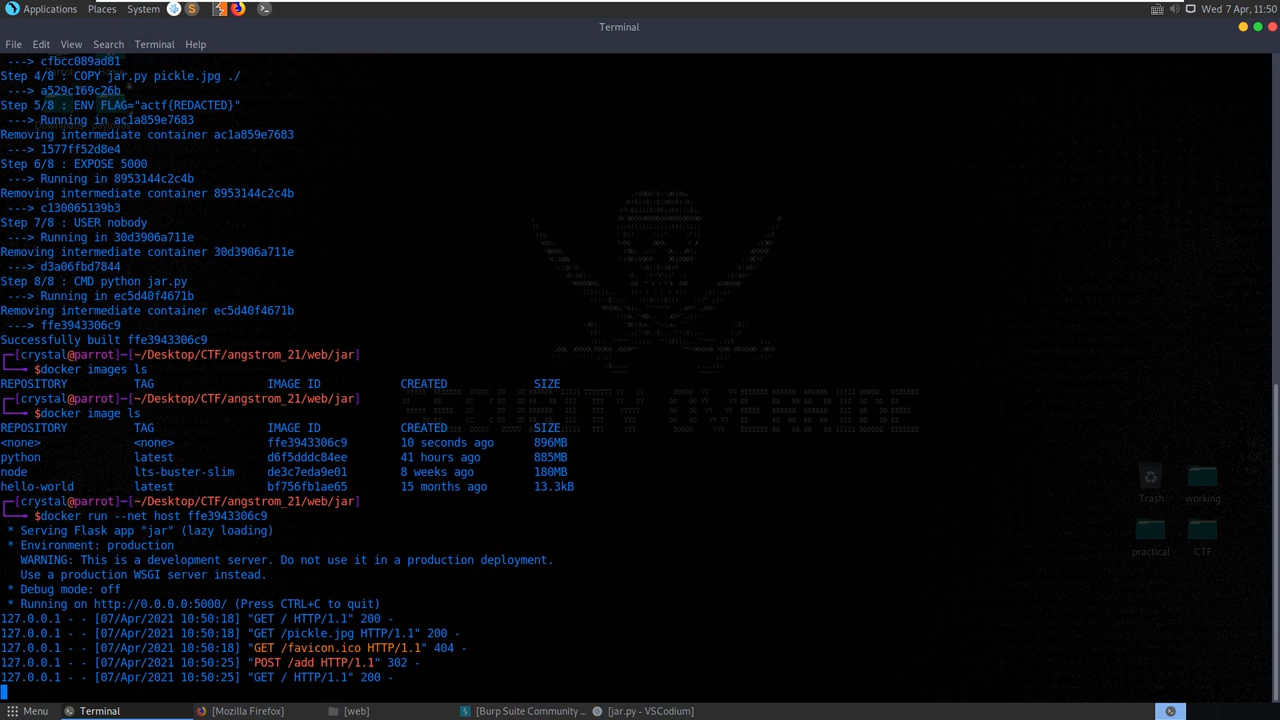 Applications Places System Wed 7 Apr, 11:50
Terminal
File Edit View Search Terminal Help
---> cfbcc089ad81
Step 4/8 : COPY jar.py pickle.jpg ./
---> a529c169c26b
Step 5/8 : ENV FLAG="actf{REDACTED}"
---> Running in ac1a859e7683
Removing intermediate container ac1a859e7683
---> 1577ff52d8e4
Step 6/8 : EXPOSE 5000
---> Running in 8953144c2c4b
Removing intermediate container 8953144c2c4b
---> c130065139b3
Step 7/8 : USER nobody
---> Running in 30d3906a711e
Removing intermediate container 30d3906a711e
---> d3a06fbd7844
Step 8/8 : CMD python jar.py
---> Running in ec5d40f4671b
Removing intermediate container ec5d40f4671b
---> ffe3943306c9
Successfully built ffe3943306c9
[crystal@parrot]─[~/Desktop/CTF/angstrom_21/web/jar]
$docker images ls
REPOSITORY TAG IMAGE ID CREATED SIZE
[crystal@parrot]─[~/Desktop/CTF/angstrom_21/web/jar]
$docker image ls
REPOSITORY TAG IMAGE ID CREATED SIZE
<none> <none> ffe3943306c9 10 seconds ago 896MB
python latest d6f5dddc84ee 41 hours ago 885MB
node lts-buster-slim de3c7eda9e01 8 weeks ago 180MB
hello-world latest bf756fb1ae65 15 months ago 13.3kB
[crystal@parrot]─[~/Desktop/CTF/angstrom_21/web/jar]
$docker run --net host ffe3943306c9
* Serving Flask app "jar" (lazy loading)
* Environment: production
WARNING: This is a development server. Do not use it in a production deployment.
Use a production WSGI server instead.
* Debug mode: off
* Running on http://0.0.0.0:5000/ (Press CTRL+C to quit)
127.0.0.1 - - [07/Apr/2021 10:50:18] "GET / HTTP/1.1" 200 -
127.0.0.1 - - [07/Apr/2021 10:50:18] "GET /pickle.jpg HTTP/1.1" 200 -
127.0.0.1 - - [07/Apr/2021 10:50:18] "GET /favicon.ico HTTP/1.1" 404 -
127.0.0.1 - - [07/Apr/2021 10:50:25] "POST /add HTTP/1.1" 302 -
127.0.0.1 - - [07/Apr/2021 10:50:25] "GET / HTTP/1.1" 200 -
Trash working
practical CTF
Menu Terminal [Mozilla Firefox] [web] [Burp Suite Community ... [jar.py - VSCodium]